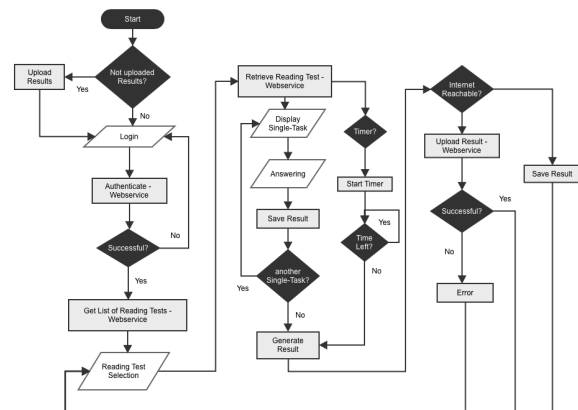 Start
Not uploaded
Results?
Upload
Results
Yes
No
Login
Authenticate -
Webservice
Successful?
No
Yes
Get List of Reading Tests -
Webservice
Reading Test
Selection
Retrieve Reading Test -
Webservice
Display
Single-Task
Answering
Save Result
another
Single-Task?
Yes
No
Generate
Result
Timer?
Start Timer
Yes
Time
Left?
No
Internet
Reachable?
Upload Result -
Webservice
Save Result
Successful?
Yes
No
Error